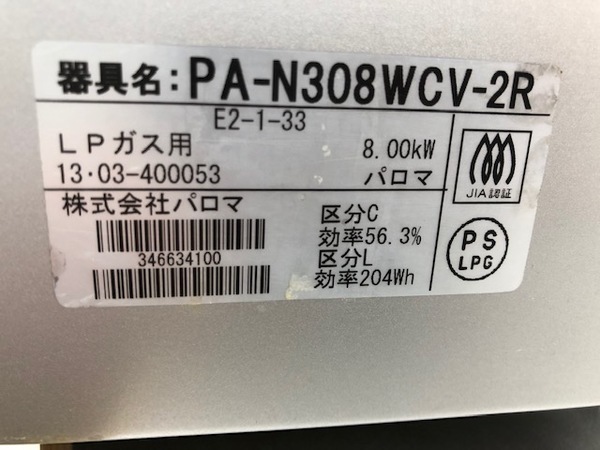 器具名:PA-N308WCV-2R
E2-1-33
LPガス用 8.00kW
13・03-400053 パロマ
JIA認証
株式会社パロマ
区分C
効率56.3%
346634100
区分L
効率204Wh
PS
LPG